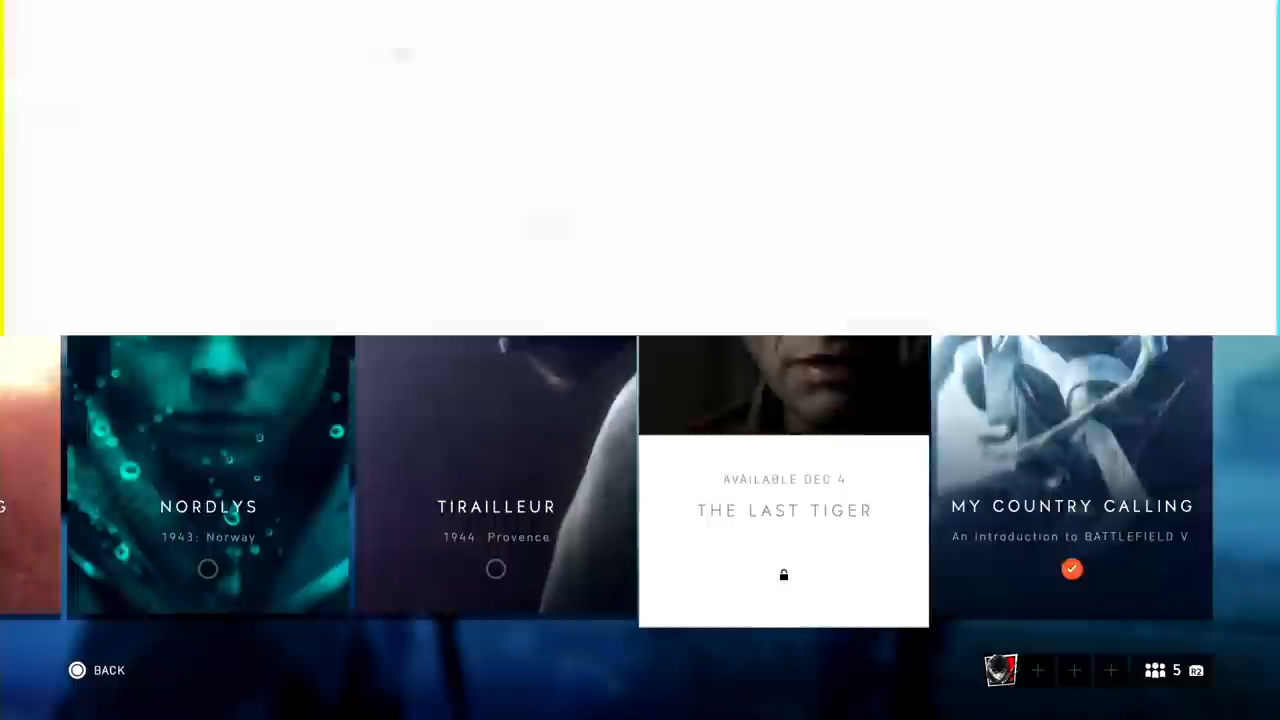 G
NORDLYS
1943: Norway
TIRAILLEUR
1944: Provence
AVAILABLE DEC 4
THE LAST TIGER
MY COUNTRY CALLING
An introduction to BATTLEFIELD V
BACK
5 R2